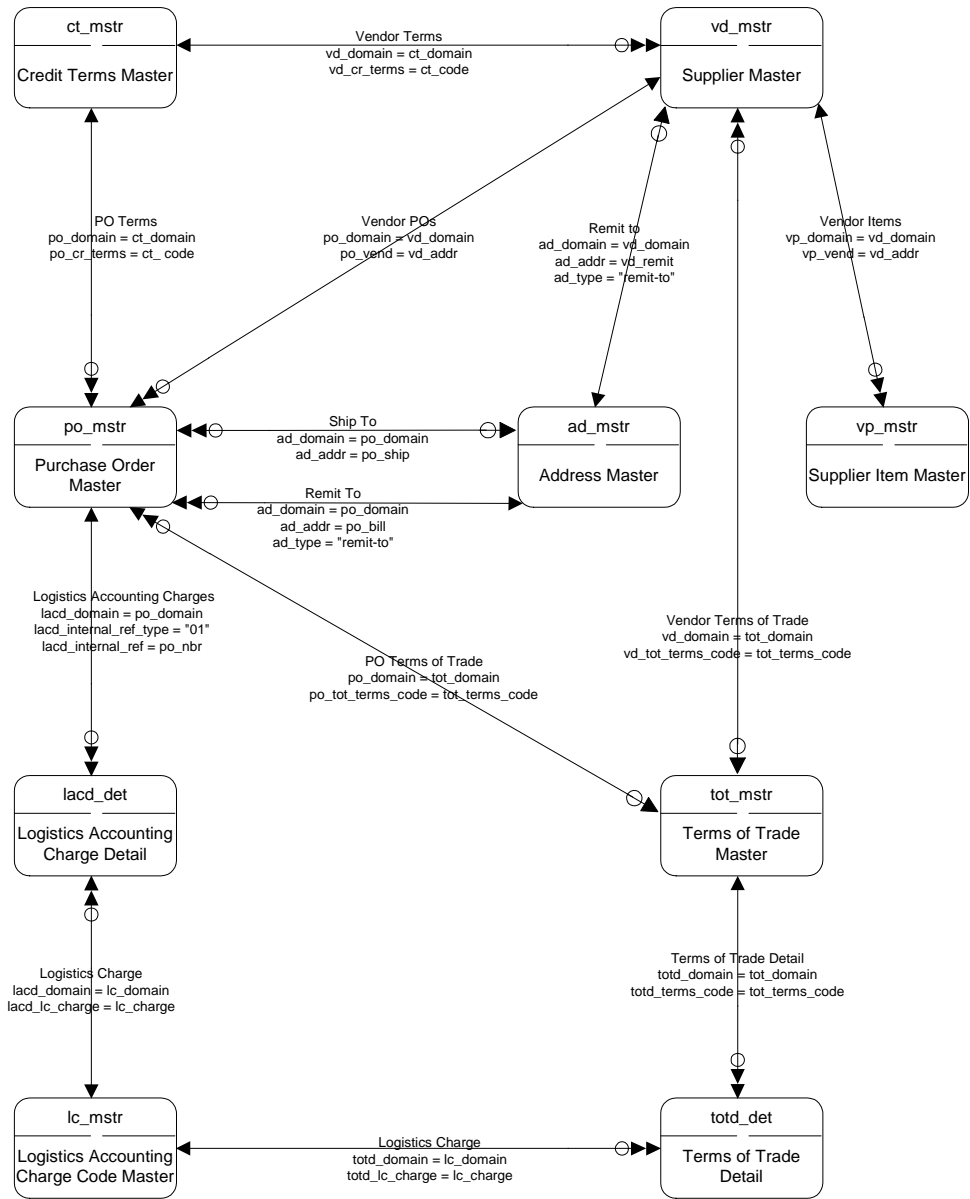 ct_mstr
Credit Terms Master
Vendor Terms
vd_domain = ct_domain
vd_cr_terms = ct_code
vd_mstr
Supplier Master
PO Terms
po_domain = ct_domain
po_cr_terms = ct_ code
Vendor POs
po_domain = vd_domain
po_vend = vd_addr
Remit to
ad_domain = vd_domain
ad_addr = vd_remit
ad_type = "remit-to"
Vendor Items
vp_domain = vd_domain
vp_vend = vd_addr
po_mstr
Purchase Order
Master
Ship To
ad_domain = po_domain
ad_addr = po_ship
Remit To
ad_domain = po_domain
ad_addr = po_bill
ad_type = "remit-to"
ad_mstr
Address Master
vp_mstr
Supplier Item Master
Logistics Accounting Charges
lacd_domain = po_domain
lacd_internal_ref_type = "01"
lacd_internal_ref = po_nbr
PO Terms of Trade
po_domain = tot_domain
po_tot_terms_code = tot_terms_code
Vendor Terms of Trade
vd_domain = tot_domain
vd_tot_terms_code = tot_terms_code
lacd_det
Logistics Accounting
Charge Detail
tot_mstr
Terms of Trade
Master
Logistics Charge
lacd_domain = lc_domain
lacd_lc_charge = lc_charge
Terms of Trade Detail
totd_domain = tot_domain
totd_terms_code = tot_terms_code
lc_mstr
Logistics Accounting
Charge Code Master
Logistics Charge
totd_domain = lc_domain
totd_lc_charge = lc_charge
totd_det
Terms of Trade
Detail